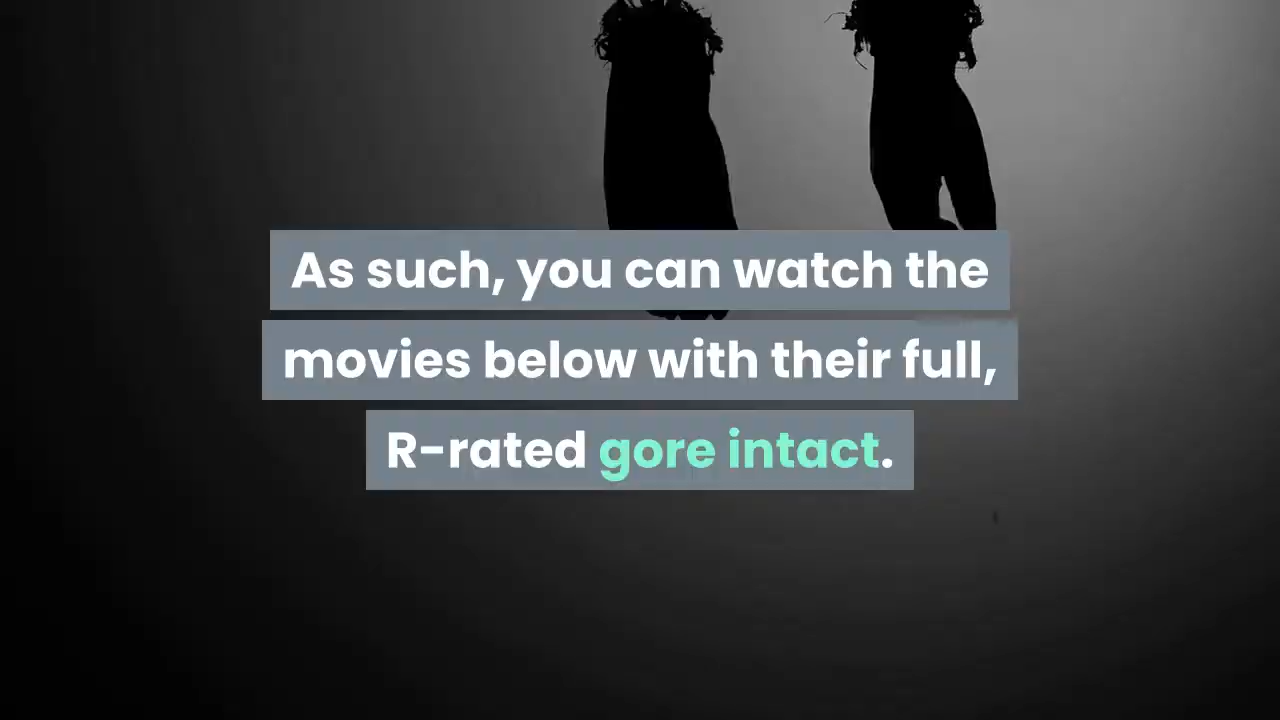 As such, you can watch the
movies below with their full,
R-rated gore intact.